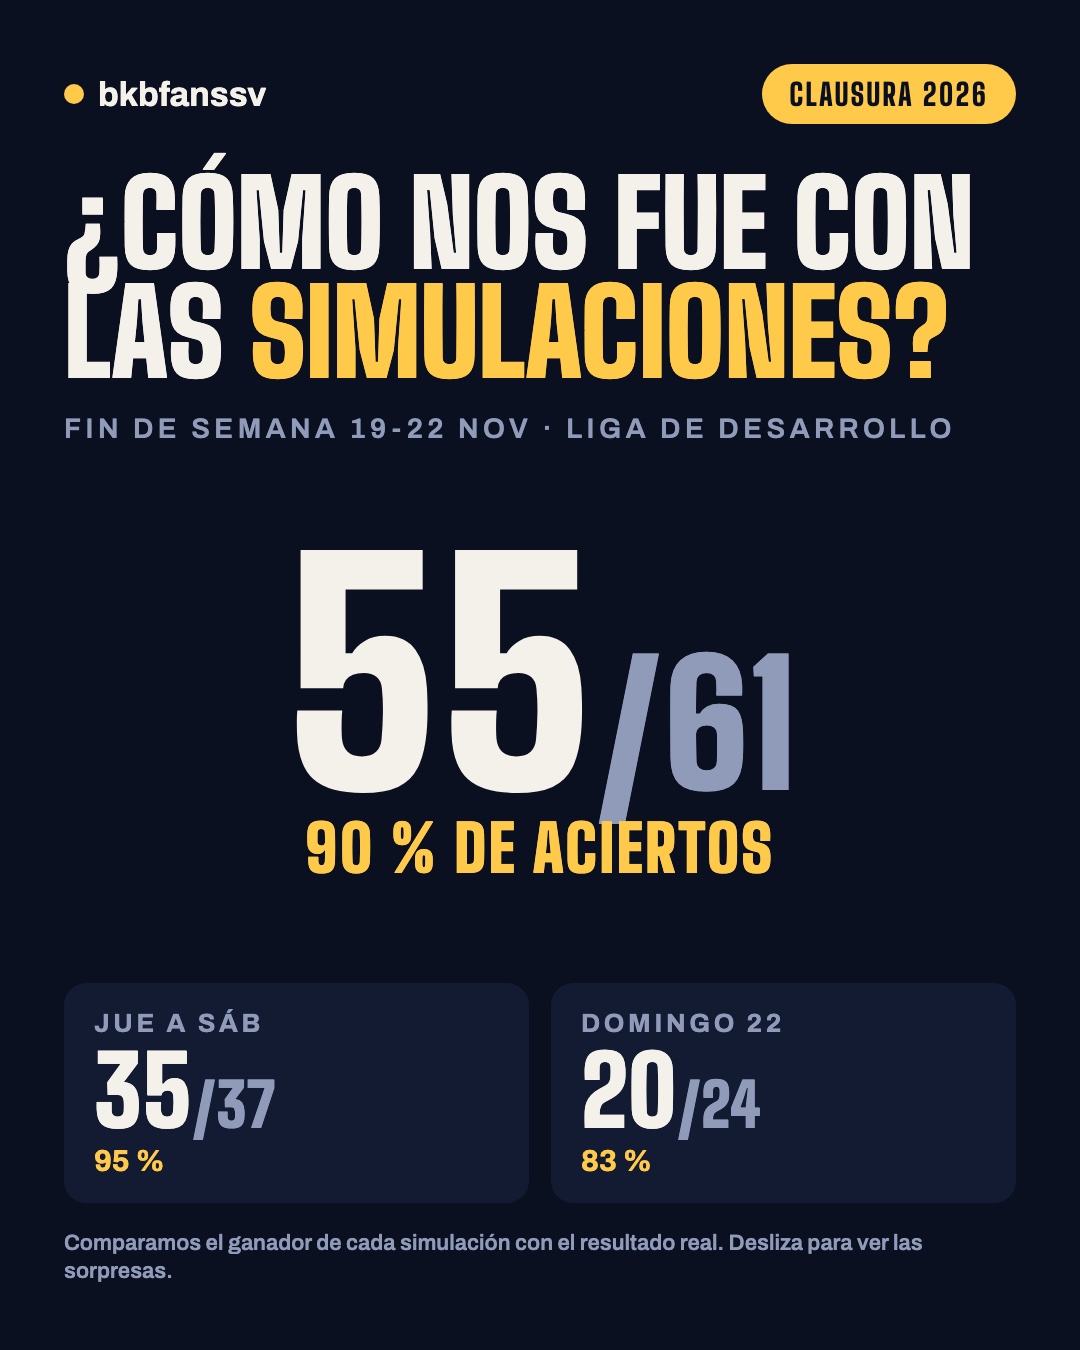 bkbfanssv
CLAUSURA 2026
¿CÓMO NOS FUE CON
LAS SIMULACIONES?
FIN DE SEMANA 19-22 NOV · LIGA DE DESARROLLO
55/61
90 % DE ACIERTOS
JUE A SÁB
35/37
95 %
DOMINGO 22
20/24
83 %
Comparamos el ganador de cada simulación con el resultado real. Desliza para ver las
sorpresas.